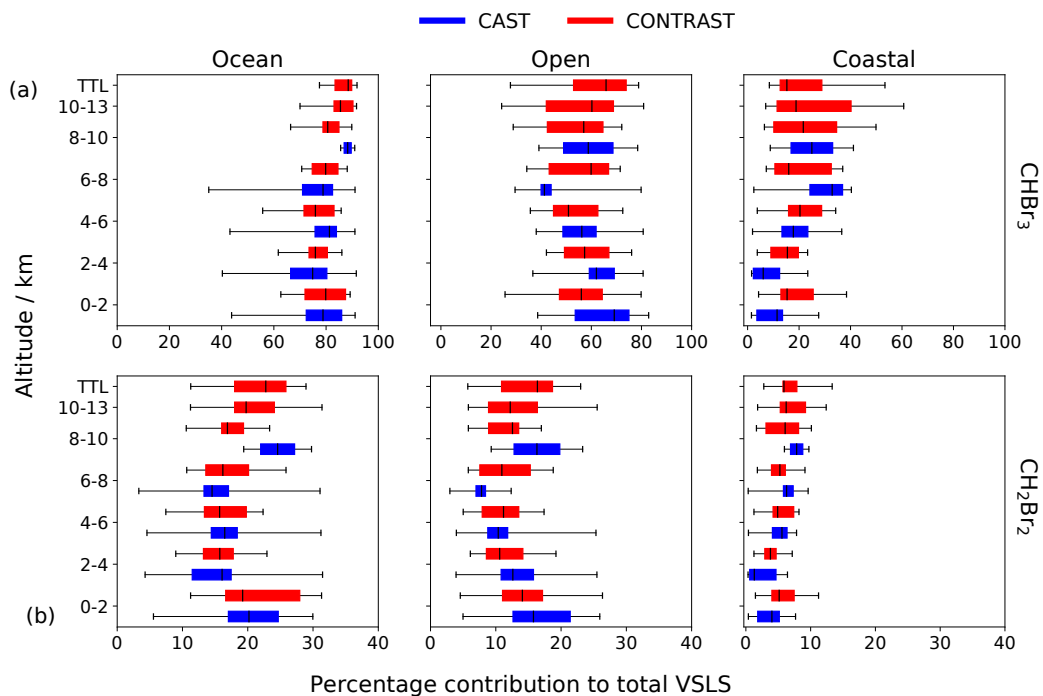 CAST CONTRAST
Ocean Open Coastal
(a)
TTL
10-13
8-10
6-8
4-6
2-4
0-2
CHBr3
0 20 40 60 80 100 0 20 40 60 80 100 0 20 40 60 80 100
Altitude / km
TTL
10-13
8-10
6-8
4-6
2-4
0-2
CH2Br2
(b)
0 10 20 30 40 0 10 20 30 40 0 10 20 30 40
Percentage contribution to total VSLS